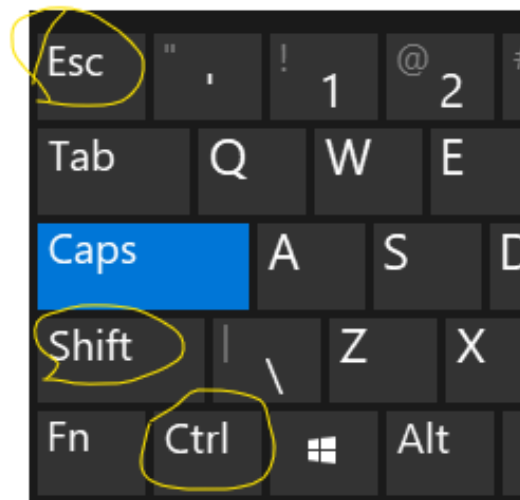 Esc " ' ! 1 @ 2
Tab Q W E
Caps A S D
Shift | \ Z X
Fn Ctrl Alt